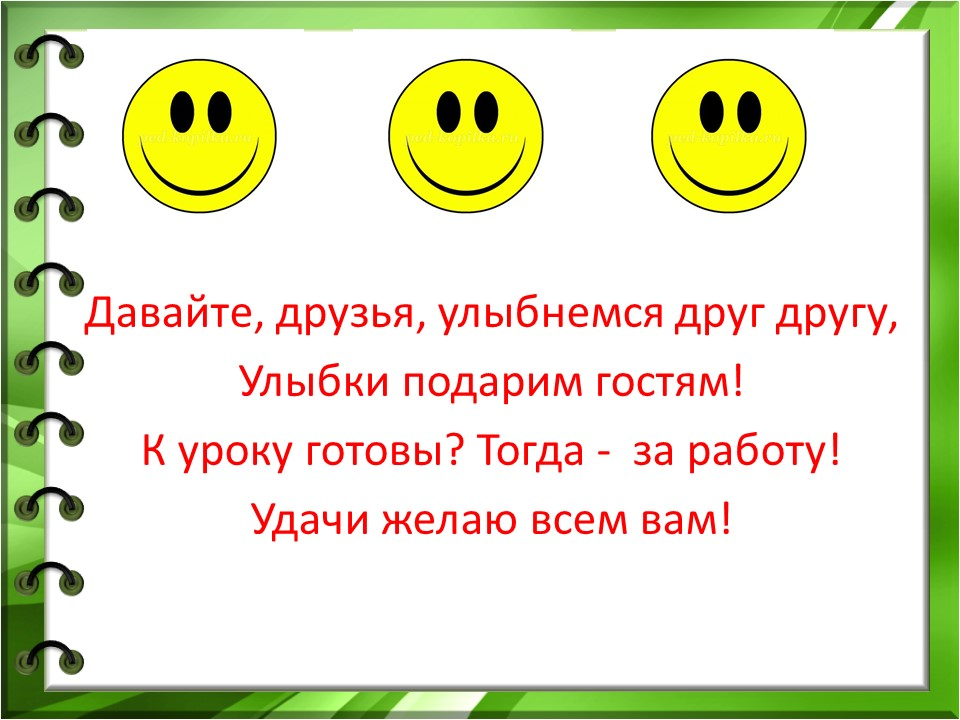 Давайте, друзья, улыбнемся друг другу,
Улыбки подарим гостям!
К уроку готовы? Тогда -  за работу!
Удачи желаю всем вам!